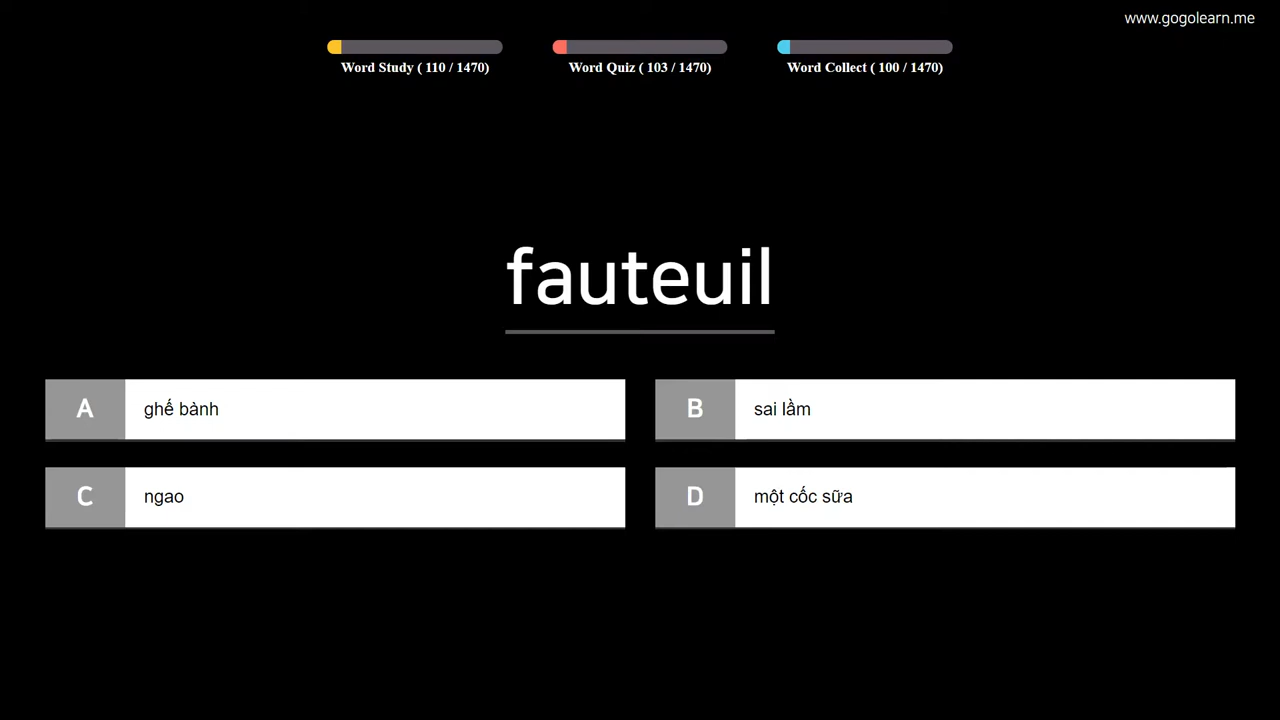 www.gogolearn.me
Word Study ( 110 / 1470)
Word Quiz ( 103 / 1470)
Word Collect ( 100 / 1470)
fauteuil
A ghế bành
B sai lầm
C ngao
D một cốc sữa